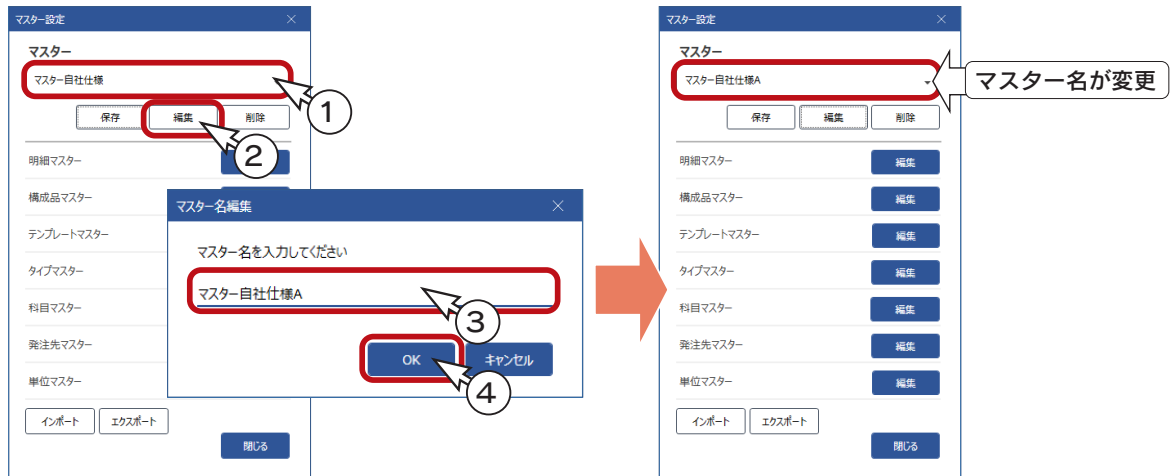 マスター設定
マスター
マスター自社仕様
1
保存 編集 削除
2
明細マスター
構成品マスター
テンプレートマスター
タイプマスター
科目マスター
発注先マスター
単位マスター
インポート エクスポート
閉じる
マスター名編集
マスター名を入力してください
マスター自社仕様A
3
OK キャンセル
4
マスター設定
マスター
マスター自社仕様A
マスター名が変更
保存 編集 削除
明細マスター 編集
構成品マスター 編集
テンプレートマスター 編集
タイプマスター 編集
科目マスター 編集
発注先マスター 編集
単位マスター 編集
インポート エクスポート
閉じる